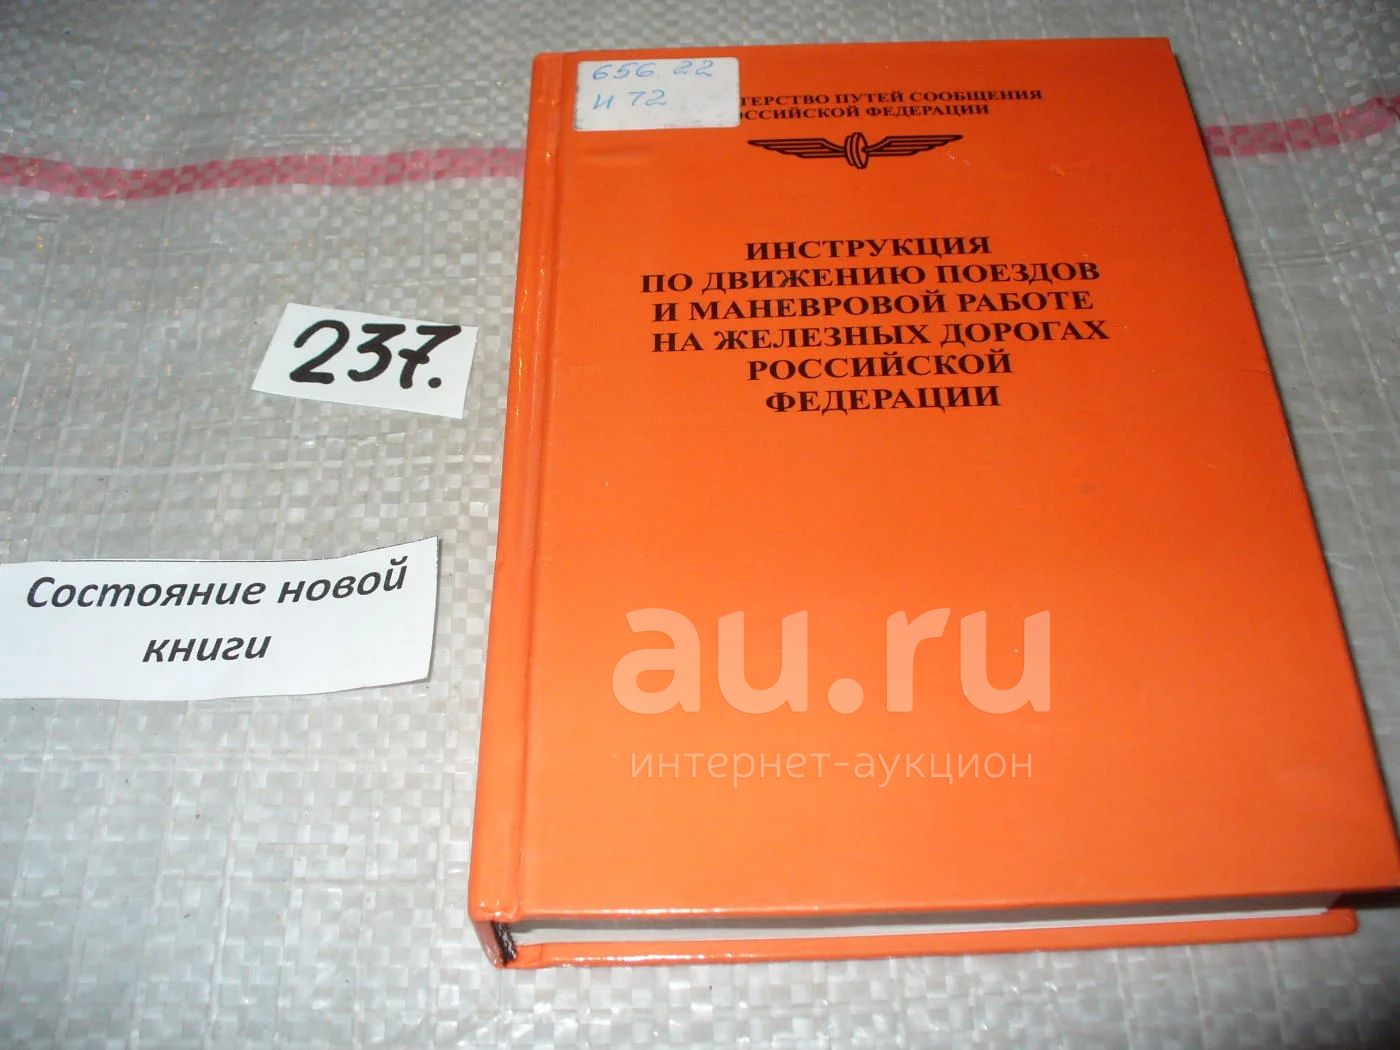 656.22
И 72
ТЕРСТВО ПУТЕЙ СООБЩЕНИЯ
ОССИЙСКОЙ ФЕДЕРАЦИИ
ИНСТРУКЦИЯ
ПО ДВИЖЕНИЮ ПОЕЗДОВ
И МАНЕВРОВОЙ РАБОТЕ
НА ЖЕЛЕЗНЫХ ДОРОГАХ
РОССИЙСКОЙ
ФЕДЕРАЦИИ
237.
Состояние новой
книги
au.ru
интернет-аукцион